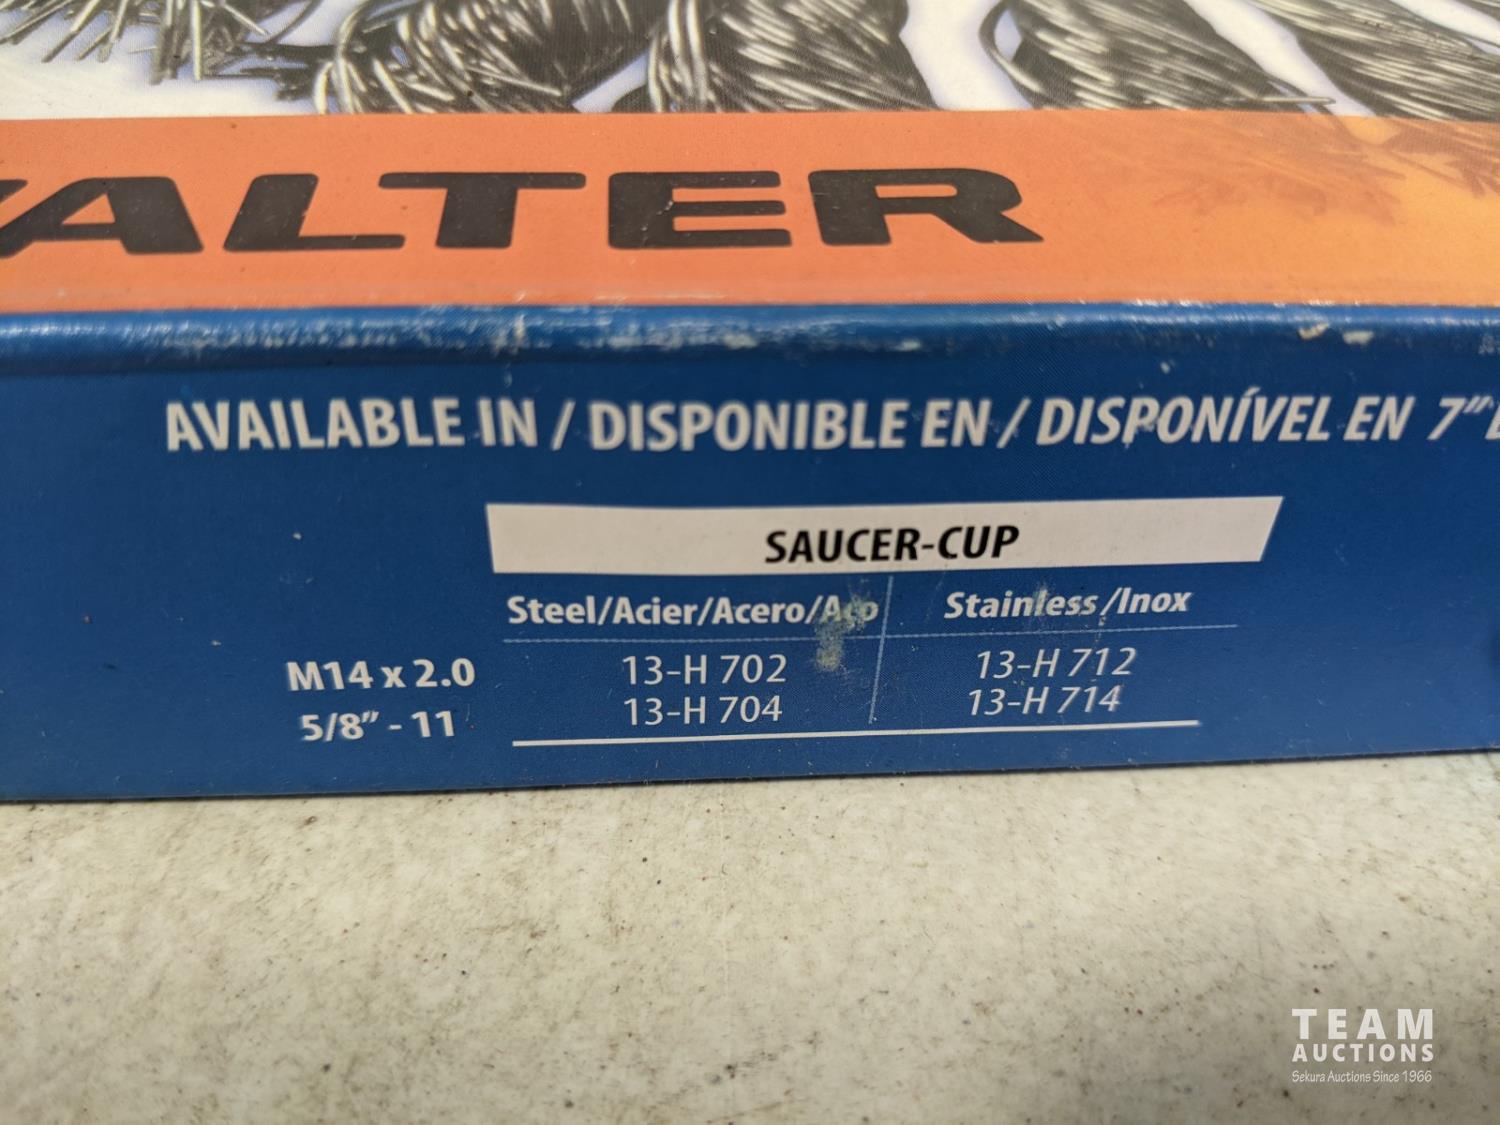 WALTER
AVAILABLE IN / DISPONIBLE EN / DISPONÍVEL EN 7"
SAUCER-CUP
Steel/Acier/Acero/Aço Stainless/Inox
M14 x 2.0 13-H 702 13-H 712
5/8" - 11 13-H 704 13-H 714
TEAM
AUCTIONS
Sekura Auctions Since 1966